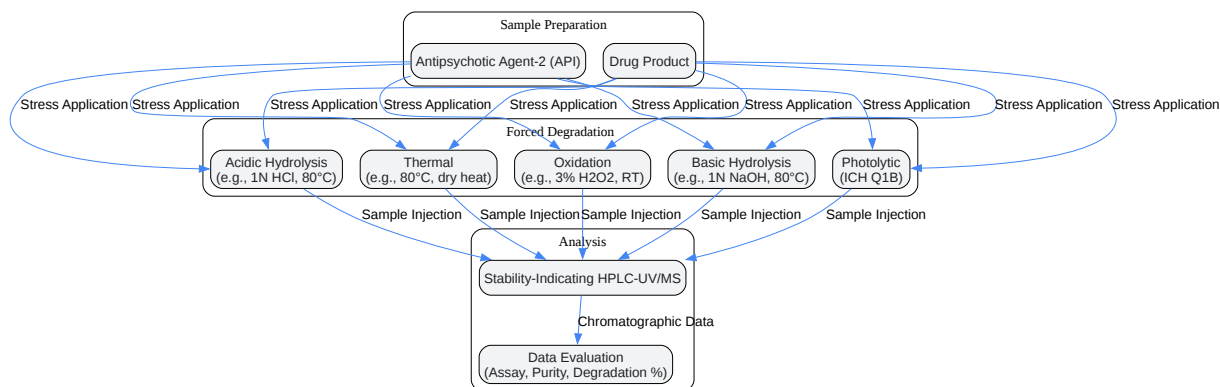 Sample Preparation
Antipsychotic Agent-2 (API)
Drug Product
Stress Application
Stress Application
Stress Application
Stress Application
Stress Application
Stress Application
Stress Application
Stress Application
Stress Application
Stress Application
Forced Degradation
Acidic Hydrolysis
(e.g., 1N HCl, 80°C)
Thermal
(e.g., 80°C, dry heat)
Oxidation
(e.g., 3% H2O2, RT)
Basic Hydrolysis
(e.g., 1N NaOH, 80°C)
Photolytic
(ICH Q1B)
Sample Injection
Sample Injection
Sample Injection
Sample Injection
Sample Injection
Analysis
Stability-Indicating HPLC-UV/MS
Chromatographic Data
Data Evaluation
(Assay, Purity, Degradation %)